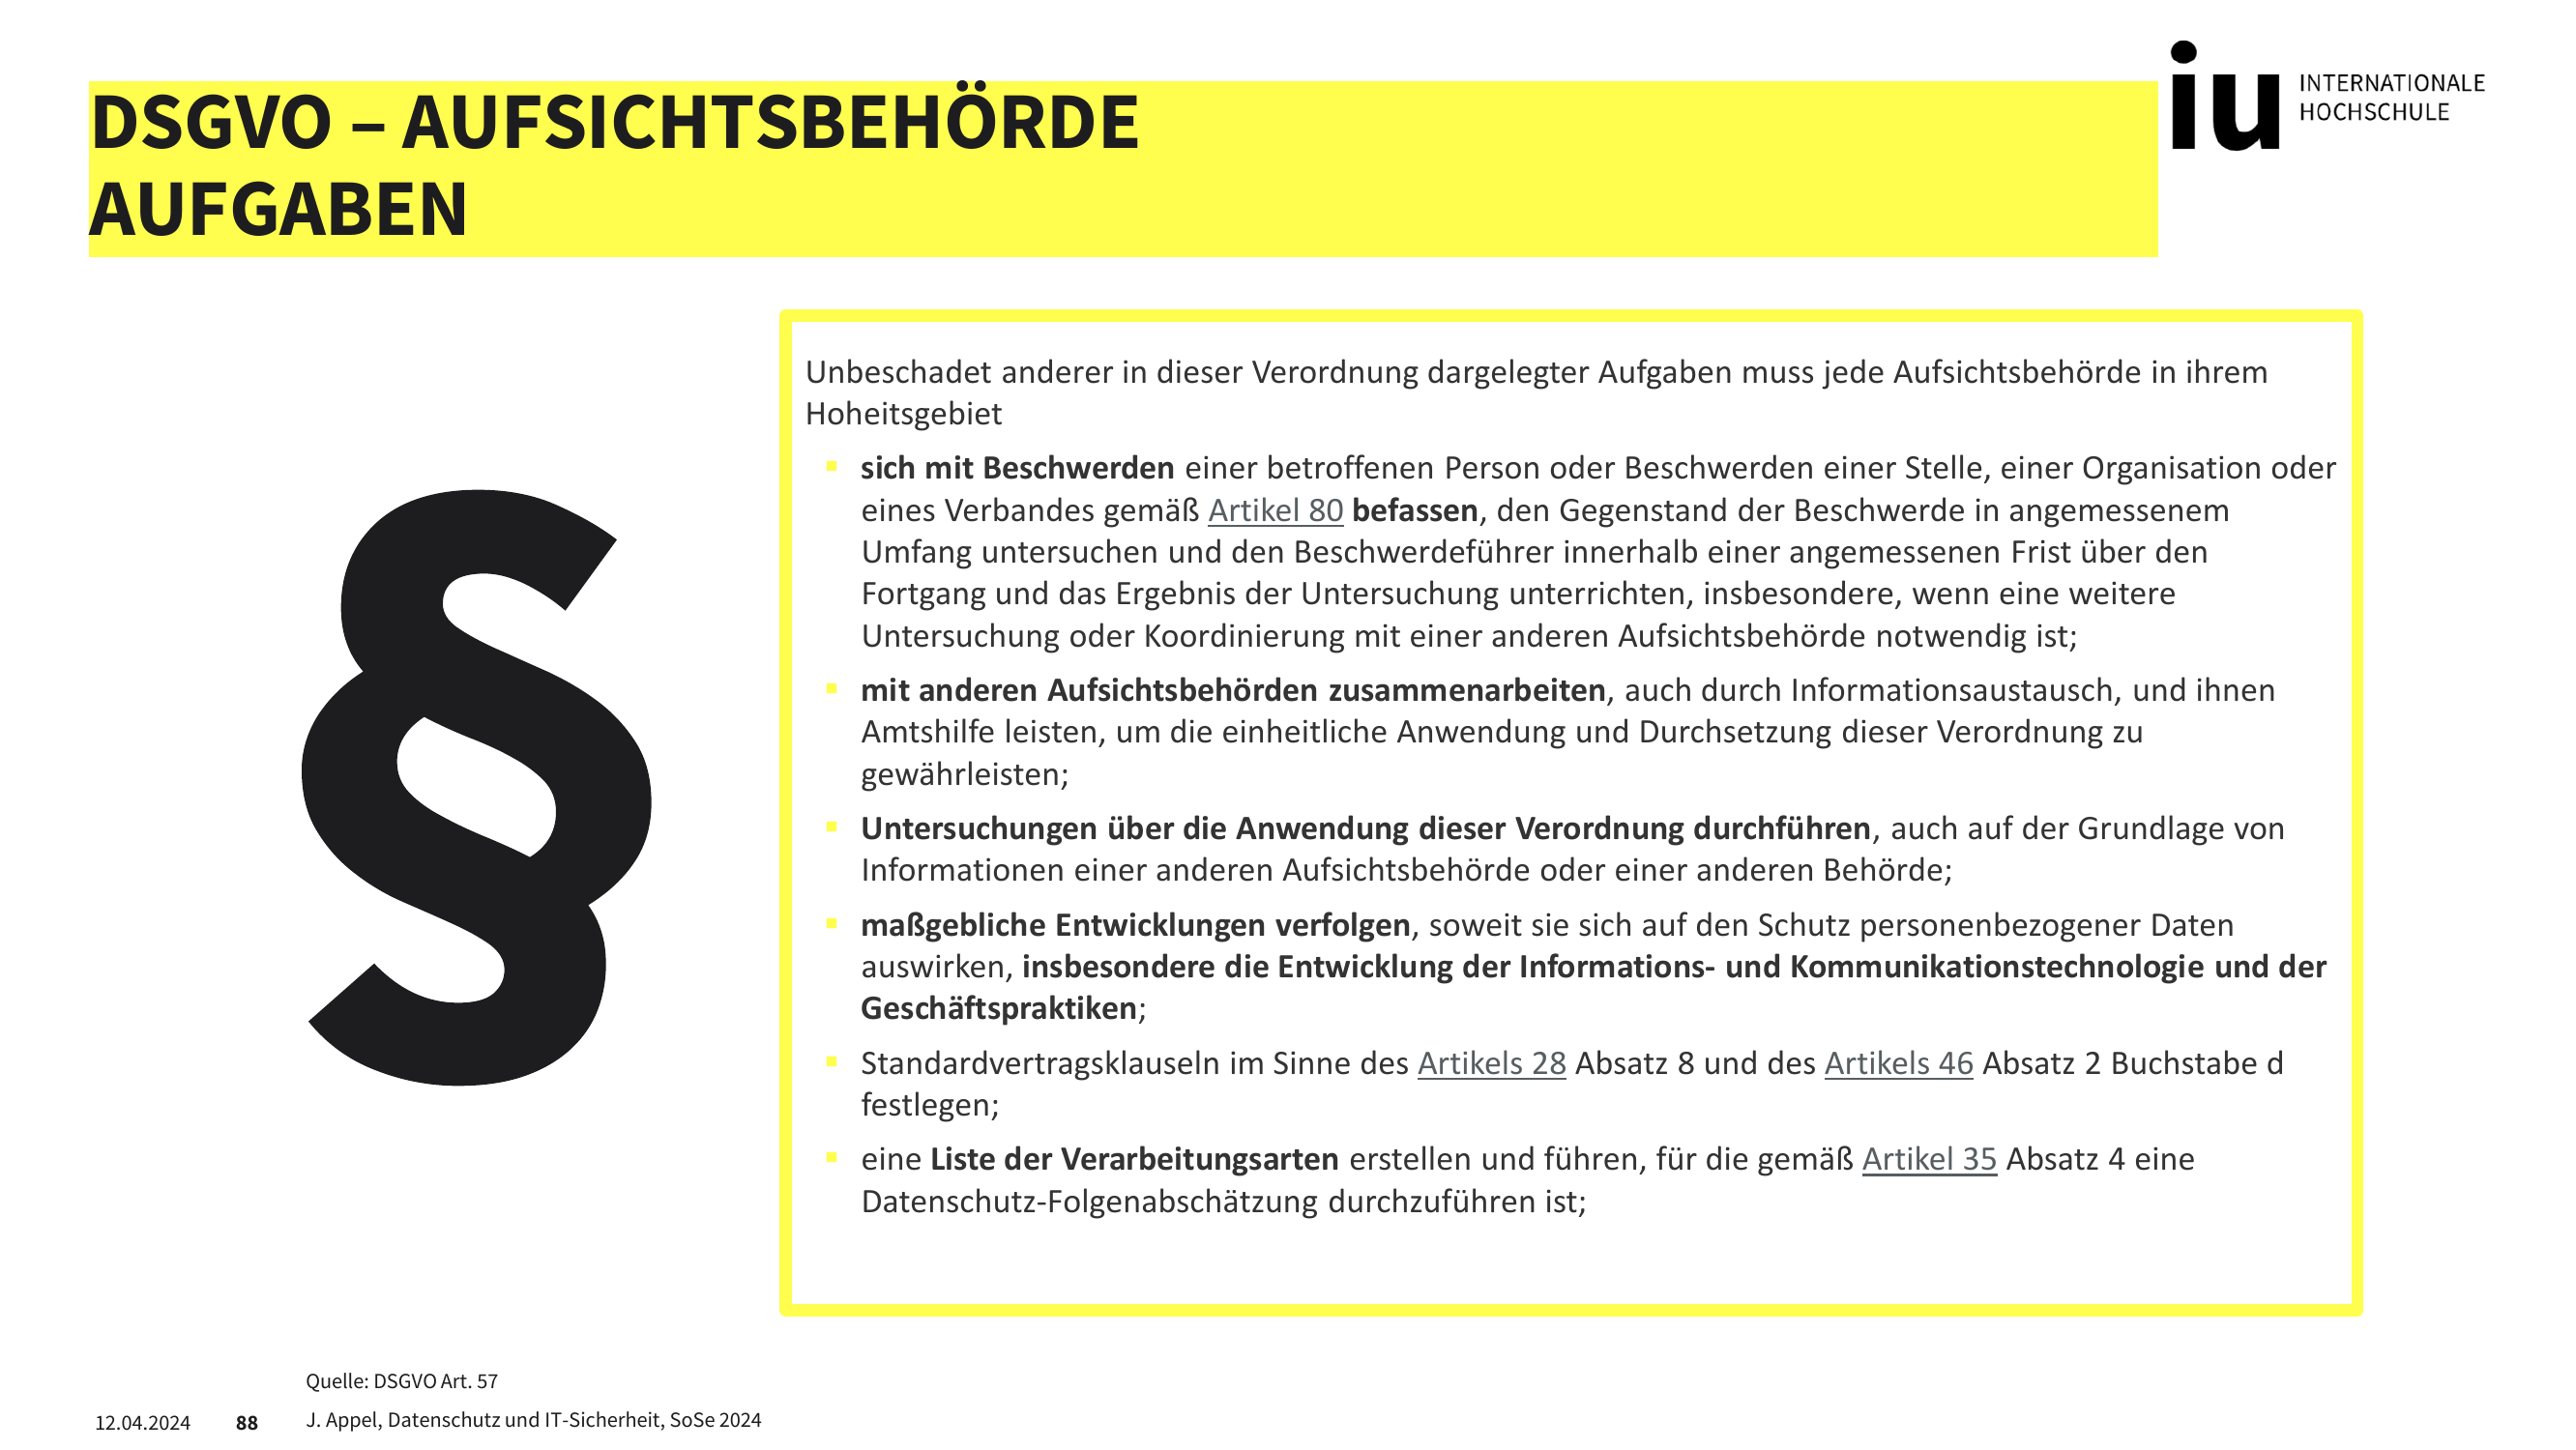 DSGVO – AUFSICHTSBEHÖRDE
AUFGABEN
iu INTERNATIONALE
HOCHSCHULE
§
Unbeschadet anderer in dieser Verordnung dargelegter Aufgaben muss jede Aufsichtsbehörde in ihrem
Hoheitsgebiet
▪ sich mit Beschwerden einer betroffenen Person oder Beschwerden einer Stelle, einer Organisation oder
eines Verbandes gemäß Artikel 80 befassen, den Gegenstand der Beschwerde in angemessenem
Umfang untersuchen und den Beschwerdeführer innerhalb einer angemessenen Frist über den
Fortgang und das Ergebnis der Untersuchung unterrichten, insbesondere, wenn eine weitere
Untersuchung oder Koordinierung mit einer anderen Aufsichtsbehörde notwendig ist;
▪ mit anderen Aufsichtsbehörden zusammenarbeiten, auch durch Informationsaustausch, und ihnen
Amtshilfe leisten, um die einheitliche Anwendung und Durchsetzung dieser Verordnung zu
gewährleisten;
▪ Untersuchungen über die Anwendung dieser Verordnung durchführen, auch auf der Grundlage von
Informationen einer anderen Aufsichtsbehörde oder einer anderen Behörde;
▪ maßgebliche Entwicklungen verfolgen, soweit sie sich auf den Schutz personenbezogener Daten
auswirken, insbesondere die Entwicklung der Informations- und Kommunikationstechnologie und der
Geschäftspraktiken;
▪ Standardvertragsklauseln im Sinne des Artikels 28 Absatz 8 und des Artikels 46 Absatz 2 Buchstabe d
festlegen;
▪ eine Liste der Verarbeitungsarten erstellen und führen, für die gemäß Artikel 35 Absatz 4 eine
Datenschutz-Folgenabschätzung durchzuführen ist;
Quelle: DSGVO Art. 57
12.04.2024 88 J. Appel, Datenschutz und IT-Sicherheit, SoSe 2024